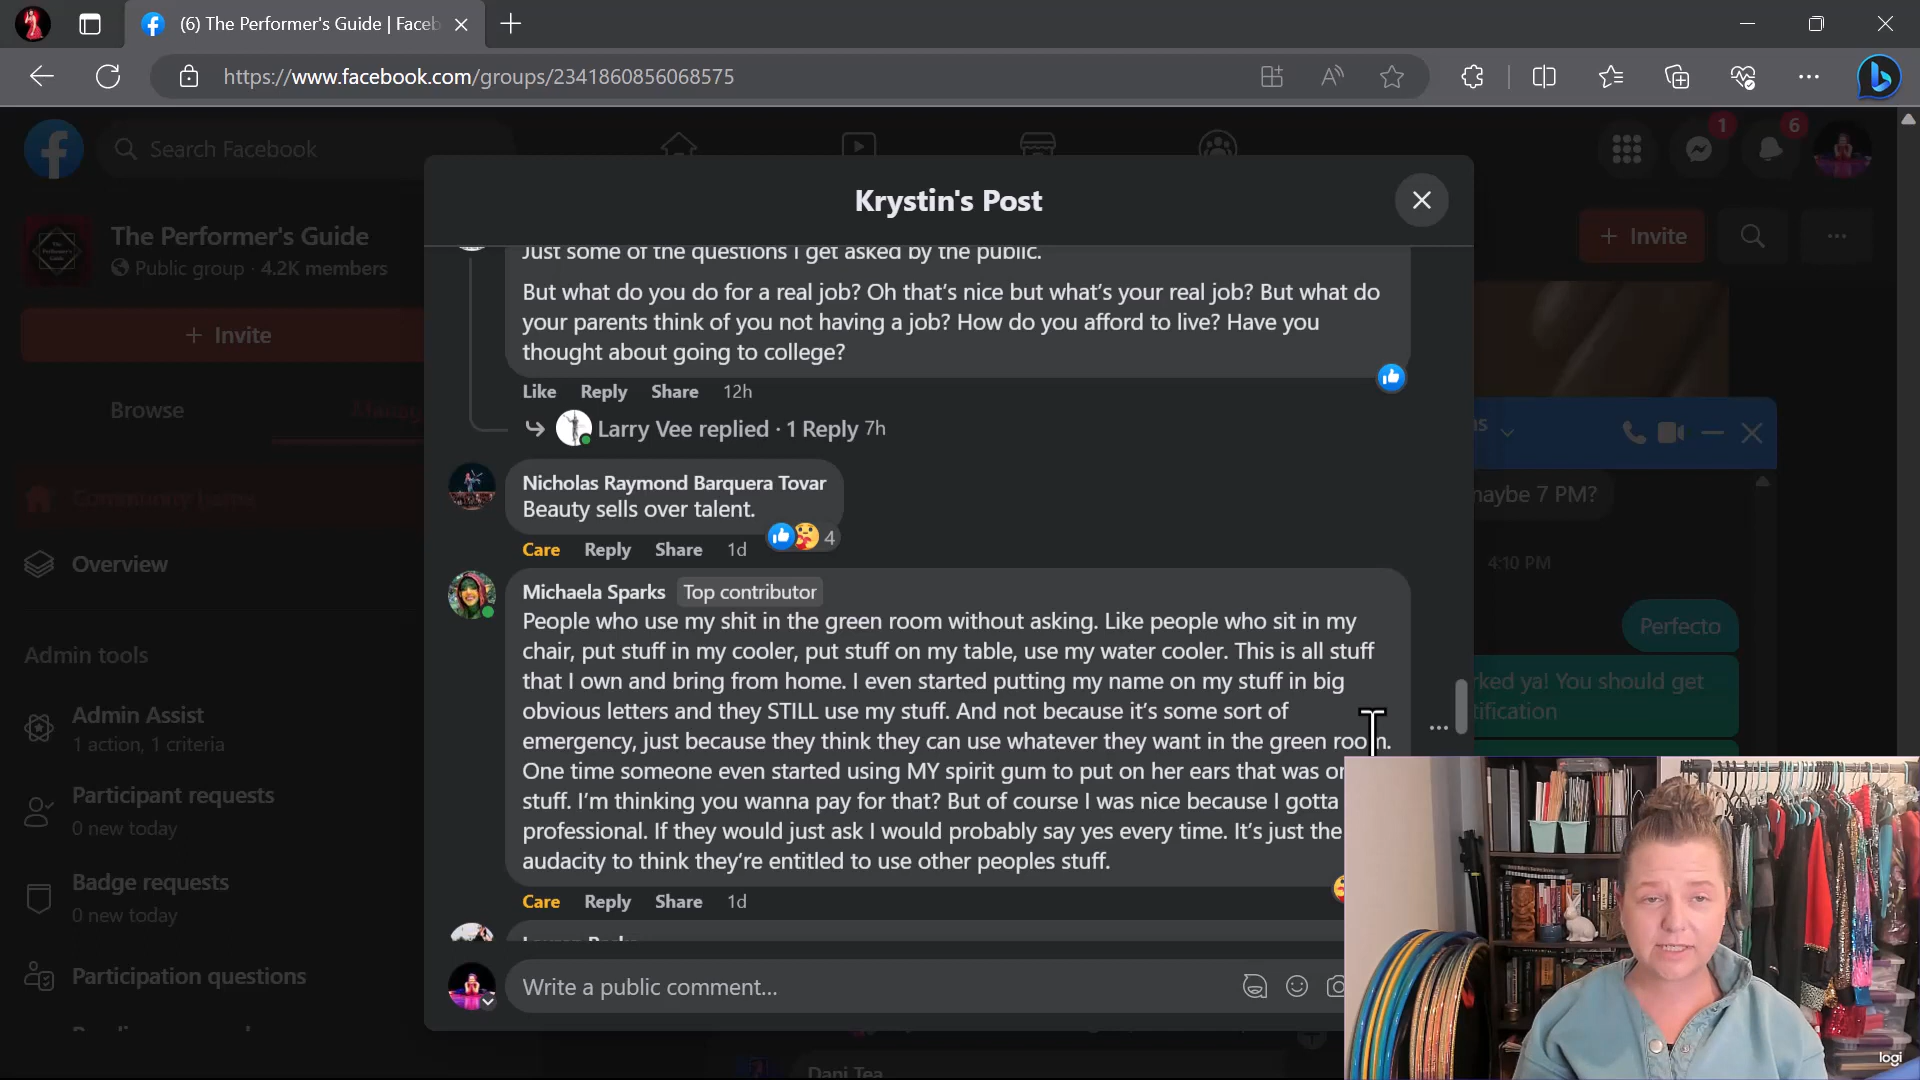 (6) The Performer's Guide | Faceb
https://www.facebook.com/groups/2341860856068575
Search Facebook
1
6
The Performer's Guide
Public group · 4.2K members
+ Invite
Browse
Community home
Overview
Admin tools
Admin Assist
1 action, 1 criteria
Participant requests
0 new today
Badge requests
0 new today
Participation questions
+ Invite
Krystin's Post
Just some of the questions I get asked by the public.
But what do you do for a real job? Oh that's nice but what's your real job? But what do
your parents think of you not having a job? How do you afford to live? Have you
thought about going to college?
Like Reply Share 12h
Larry Vee replied · 1 Reply 7h
Nicholas Raymond Barquera Tovar
Beauty sells over talent.
4
Care Reply Share 1d
Michaela Sparks Top contributor
People who use my shit in the green room without asking. Like people who sit in my
chair, put stuff in my cooler, put stuff on my table, use my water cooler. This is all stuff
that I own and bring from home. I even started putting my name on my stuff in big
obvious letters and they STILL use my stuff. And not because it's some sort of
emergency, just because they think they can use whatever they want in the green room.
One time someone even started using MY spirit gum to put on her ears that was
stuff. I'm thinking you wanna pay for that? But of course I was nice because I gotta
professional. If they would just ask I would probably say yes every time. It's just the
audacity to think they're entitled to use other peoples stuff.
Care Reply Share 1d
Write a public comment...
Dani Tea
maybe 7 PM?
4:10 PM
Perfecto
ked ya! You should get
tification
logi